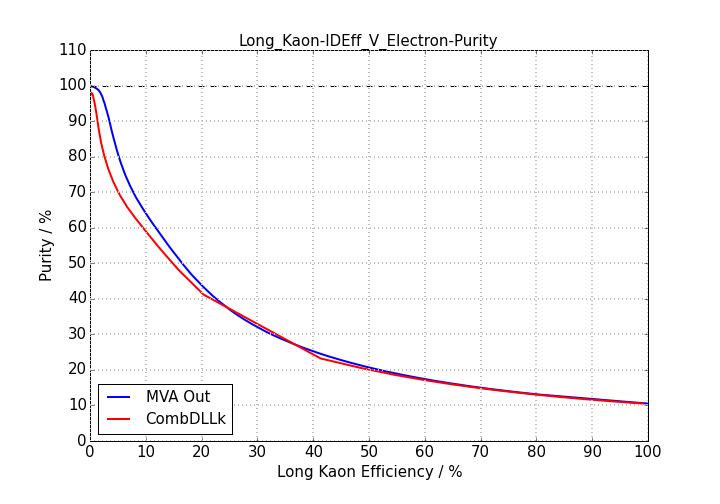 Long_Kaon-IDEff_V_Electron-Purity
110
100
90
80
70
60
50
40
30
20
10
0
Purity / %
MVA Out
CombDLLk
0 10 20 30 40 50 60 70 80 90 100
Long Kaon Efficiency / %